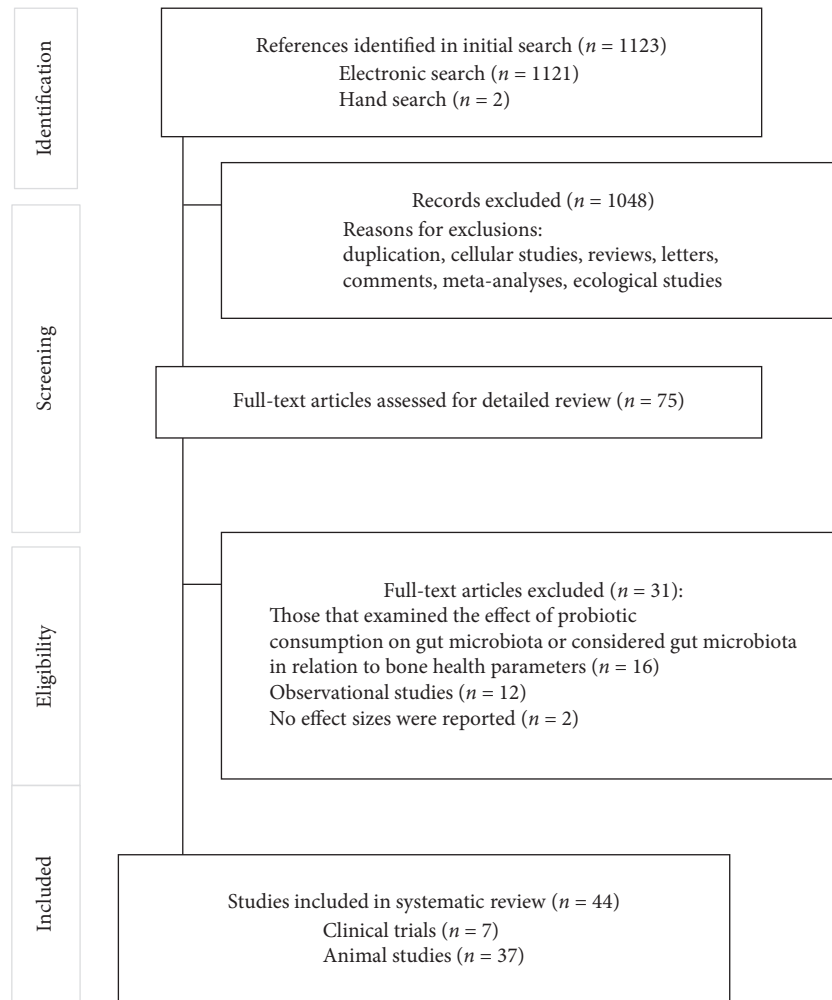 Identification
References identified in initial search (n = 1123)
Electronic search (n = 1121)
Hand search (n = 2)
Records excluded (n = 1048)
Reasons for exclusions:
duplication, cellular studies, reviews, letters,
comments, meta-analyses, ecological studies
Screening
Full-text articles assessed for detailed review (n = 75)
Eligibility
Full-text articles excluded (n = 31):
Those that examined the effect of probiotic
consumption on gut microbiota or considered gut microbiota
in relation to bone health parameters (n = 16)
Observational studies (n = 12)
No effect sizes were reported (n = 2)
Included
Studies included in systematic review (n = 44)
Clinical trials (n = 7)
Animal studies (n = 37)